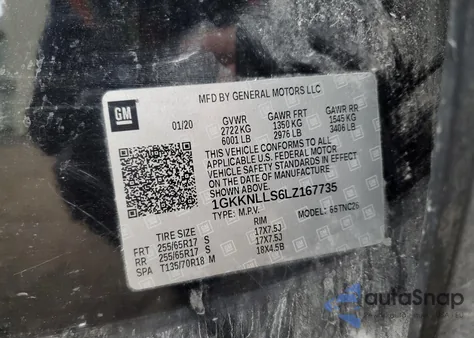 MFD BY GENERAL MOTORS LLC
GM
01/20 GVWR GAWR FRT GAWR RR
2722 KG 1350 KG 1545 KG
6001 LB 2976 LB 3406 LB
THIS VEHICLE CONFORMS TO ALL
APPLICABLE U.S. FEDERAL MOTOR
VEHICLE SAFETY STANDARDS IN EFFECT
ON THE DATE OF MANUFACTURE
SHOWN ABOVE.
1GKKNLLS6LZ167735
TYPE: M.P.V. MODEL: 65TNC26
TIRE SIZE RIM
FRT 255/65R17 S 17X7.5J
RR 255/65R17 S 17X7.5J
SPA T135/70R18 M 18X4.5B
autaSnap